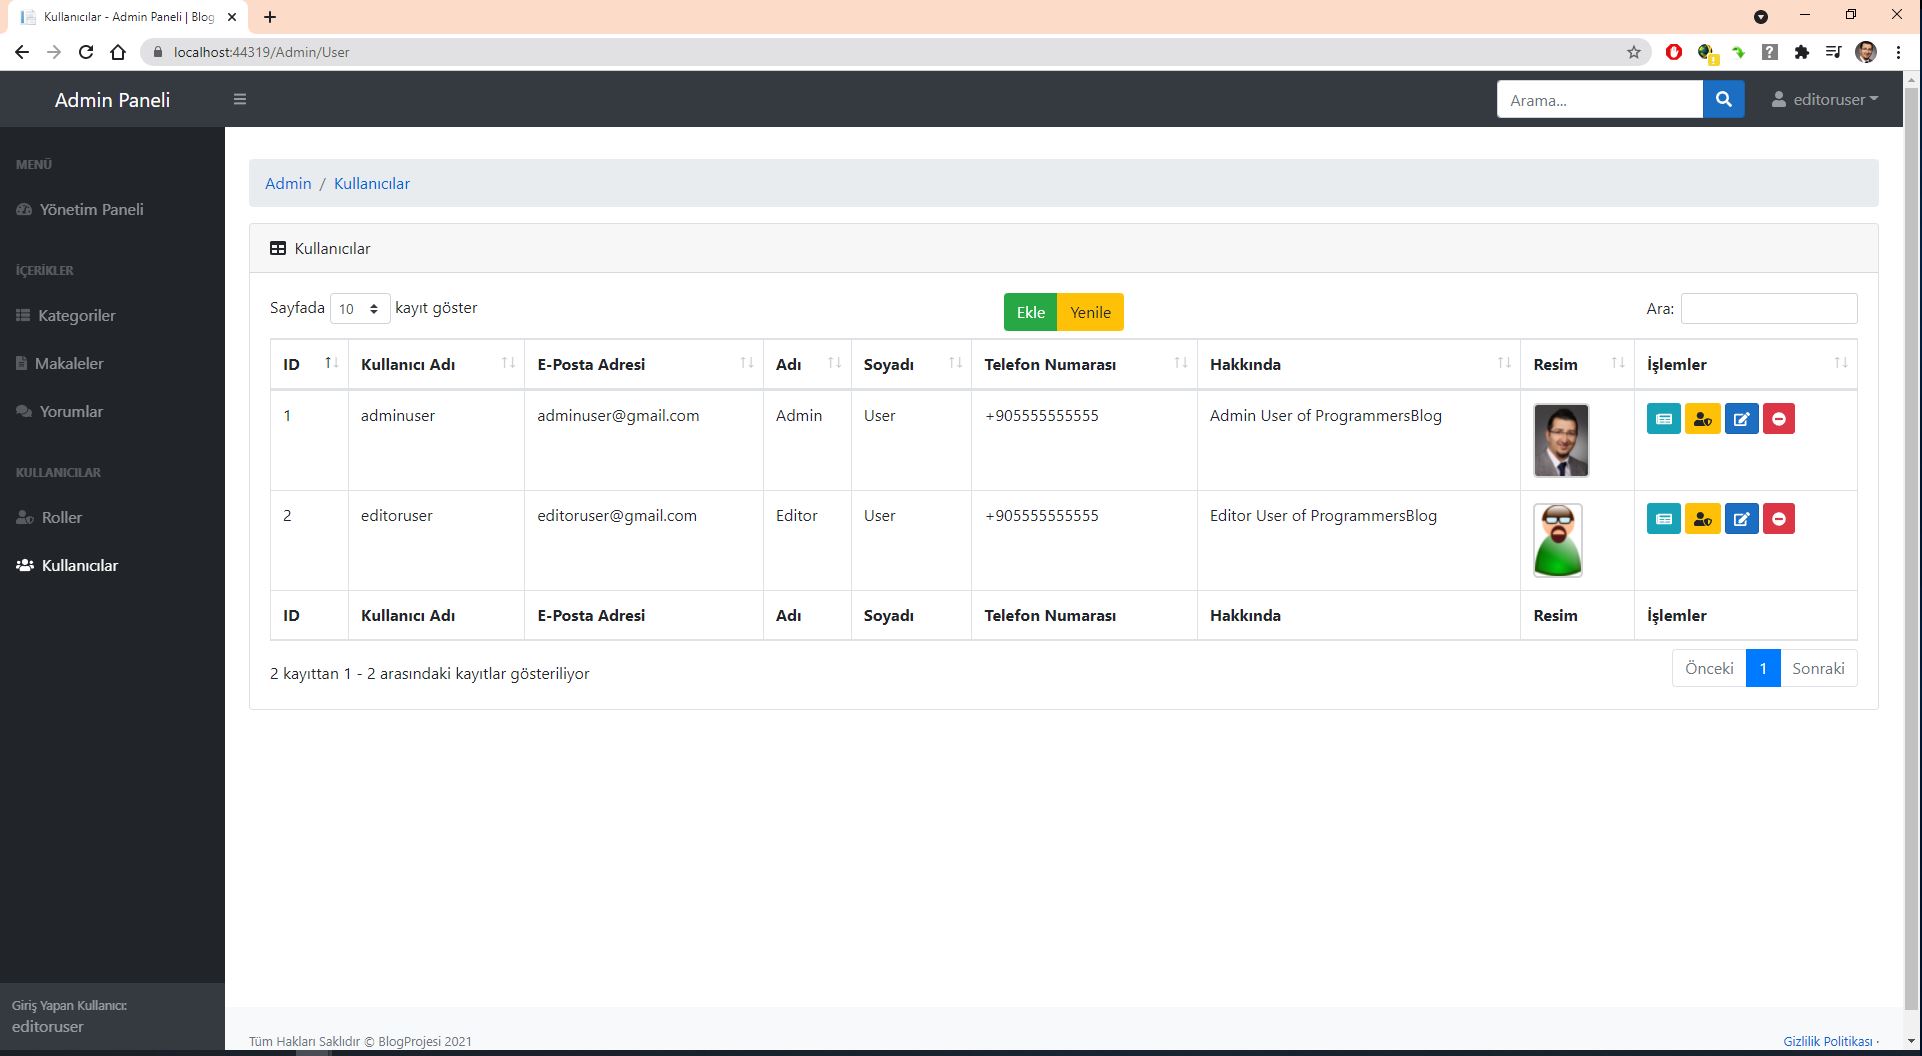 Kullanıcılar - Admin Paneli | Blog
localhost:44319/Admin/User
Admin Paneli
Arama...
editoruser
MENÜ
Yönetim Paneli
İÇERİKLER
Kategoriler
Makaleler
Yorumlar
KULLANICILAR
Roller
Kullanıcılar
Giriş Yapan Kullanıcı:
editoruser
Admin / Kullanıcılar
Kullanıcılar
Sayfada 10 kayıt göster
Ekle Yenile
Ara:
ID Kullanıcı Adı E-Posta Adresi Adı Soyadı Telefon Numarası Hakkında Resim İşlemler
1 adminuser adminuser@gmail.com Admin User +905555555555 Admin User of ProgrammersBlog
2 editoruser editoruser@gmail.com Editor User +905555555555 Editor User of ProgrammersBlog
ID Kullanıcı Adı E-Posta Adresi Adı Soyadı Telefon Numarası Hakkında Resim İşlemler
2 kayıttan 1 - 2 arasındaki kayıtlar gösteriliyor
Önceki 1 Sonraki
Tüm Hakları Saklıdır © BlogProjesi 2021
Gizlilik Politikası ·